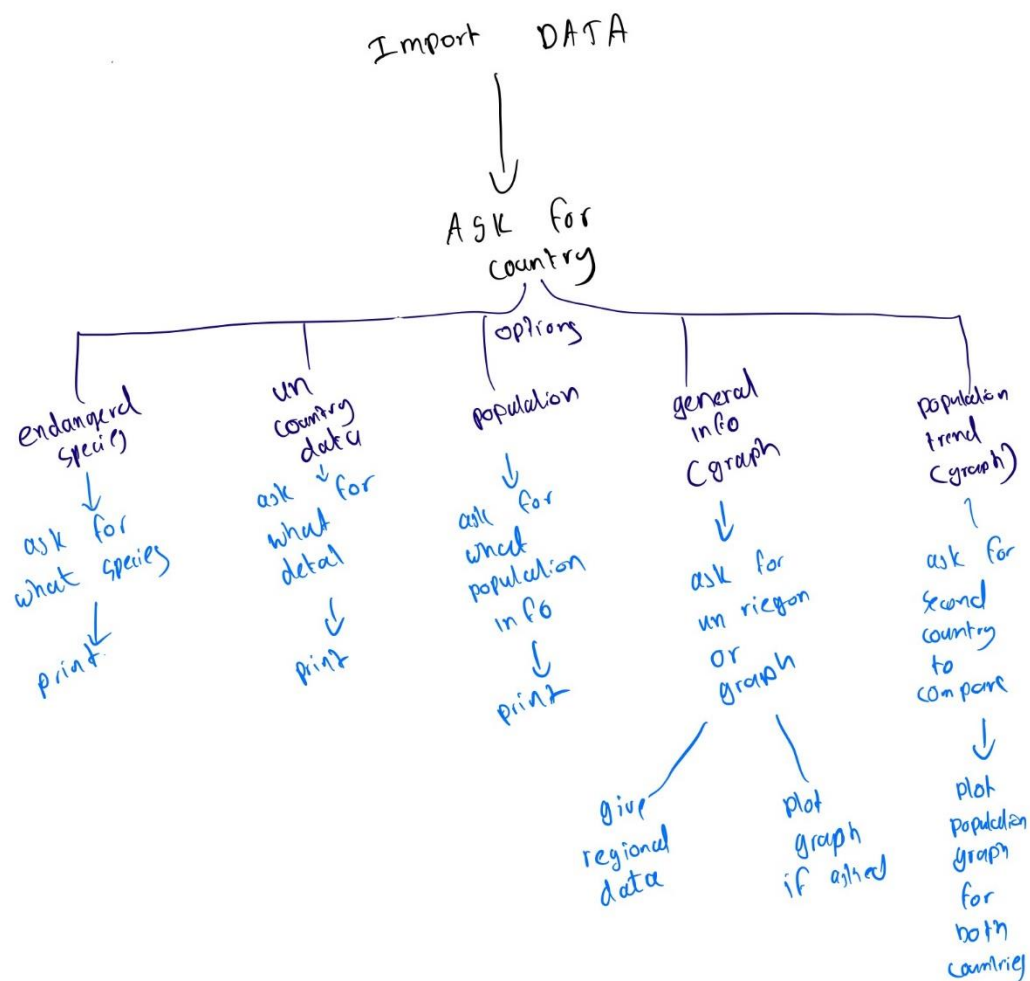 Import DATA
ASK for
country
options
endangerd
species
ask for
what species
print
un
country
data
ask for
what
detal
print
population
ask for
what
population
info
print
general
info
(graph
ask for
un riegon
or
graph
give
regional
data
plot
graph
if asked
population
trend
(graph)
ask for
second
country
to
compare
plot
population
graph
for
both
countries